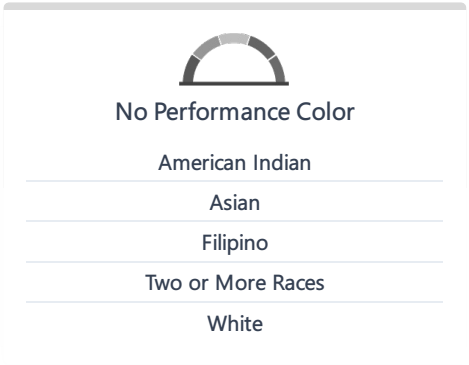 No Performance Color
American Indian
Asian
Filipino
Two or More Races
White